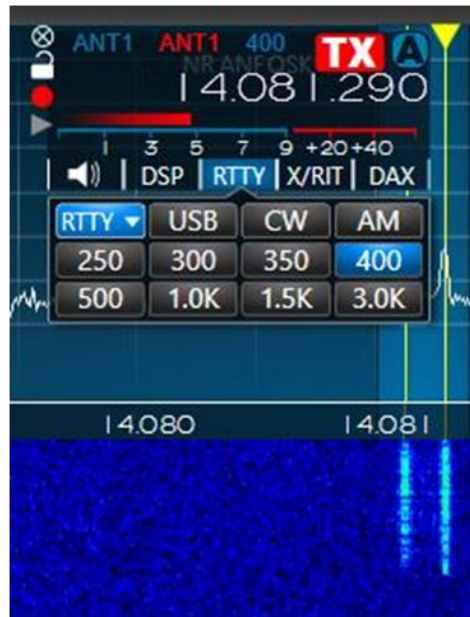 ANT1 ANT1 400 TX A
NR ANF QSK
14.081.290
1 3 5 7 9 +20 +40
DSP RTTY X/RIT DAX
RTTY USB CW AM
250 300 350 400
500 1.0K 1.5K 3.0K
14.080 14.081